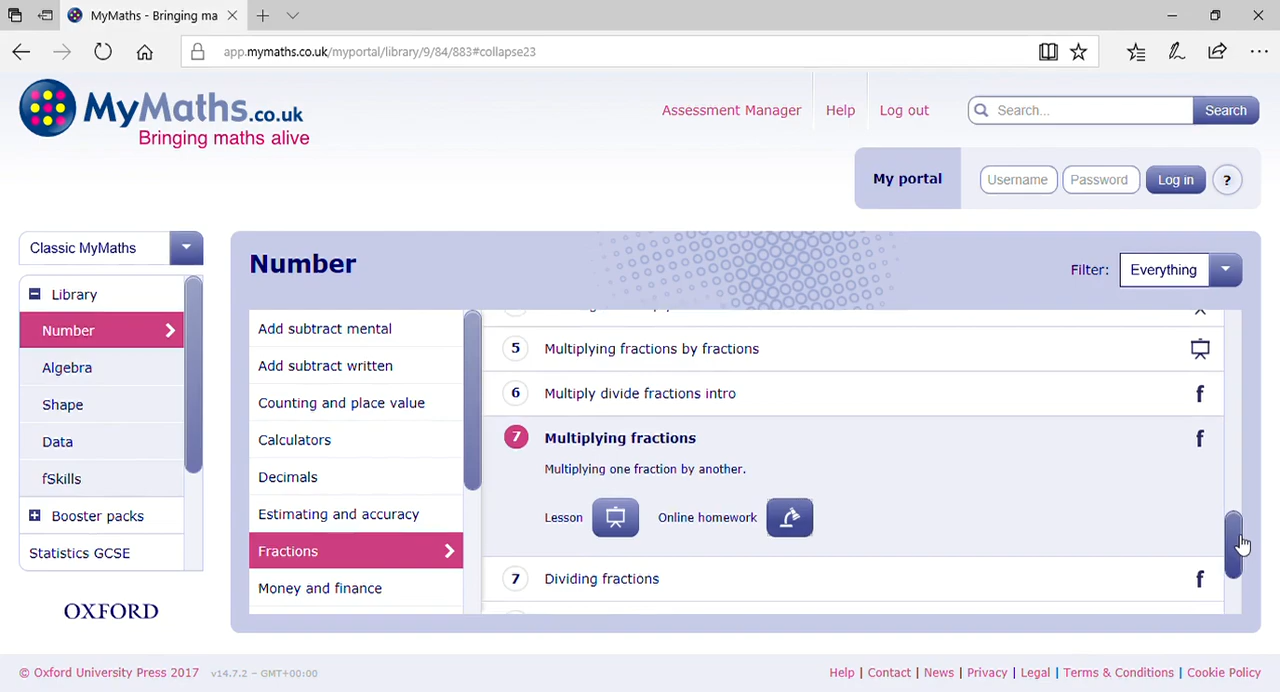 MyMaths - Bringing ma
app.mymaths.co.uk/myportal/library/9/84/883#collapse23
MyMaths.co.uk
Bringing maths alive
Assessment Manager
Help
Log out
Search...
Search
My portal
Username
Password
Log in
?
Classic MyMaths
Library
Number
Algebra
Shape
Data
fSkills
Booster packs
Statistics GCSE
OXFORD
Number
Filter:
Everything
Add subtract mental
Add subtract written
Counting and place value
Calculators
Decimals
Estimating and accuracy
Fractions
Money and finance
5 Multiplying fractions by fractions
6 Multiply divide fractions intro f
7 Multiplying fractions f
Multiplying one fraction by another.
Lesson Online homework
7 Dividing fractions f
© Oxford University Press 2017 v14.7.2 – GMT+00:00
Help | Contact | News | Privacy | Legal | Terms & Conditions | Cookie Policy